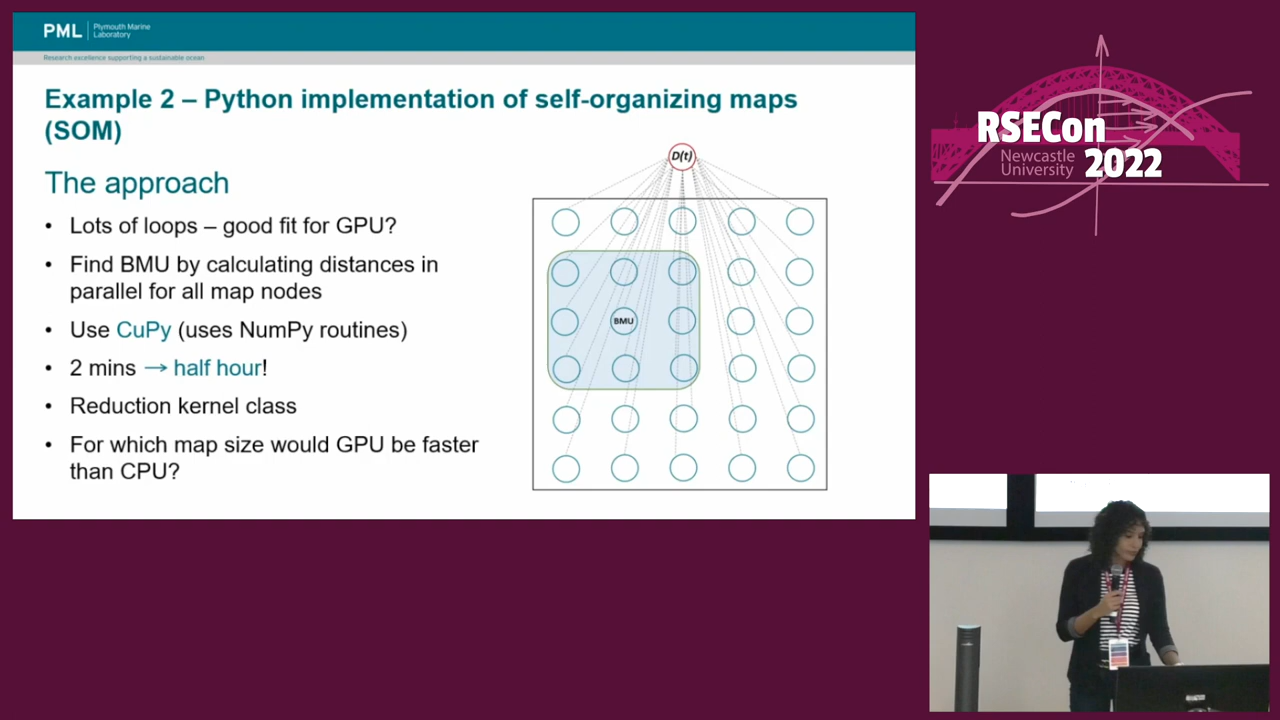 PML | Plymouth Marine
Laboratory
Research excellence supporting a sustainable ocean
Example 2 – Python implementation of self-organizing maps
(SOM)
The approach
• Lots of loops – good fit for GPU?
• Find BMU by calculating distances in
parallel for all map nodes
• Use CuPy (uses NumPy routines)
• 2 mins → half hour!
• Reduction kernel class
• For which map size would GPU be faster
than CPU?
D(t)
BMU
RSECon
Newcastle
University 2022